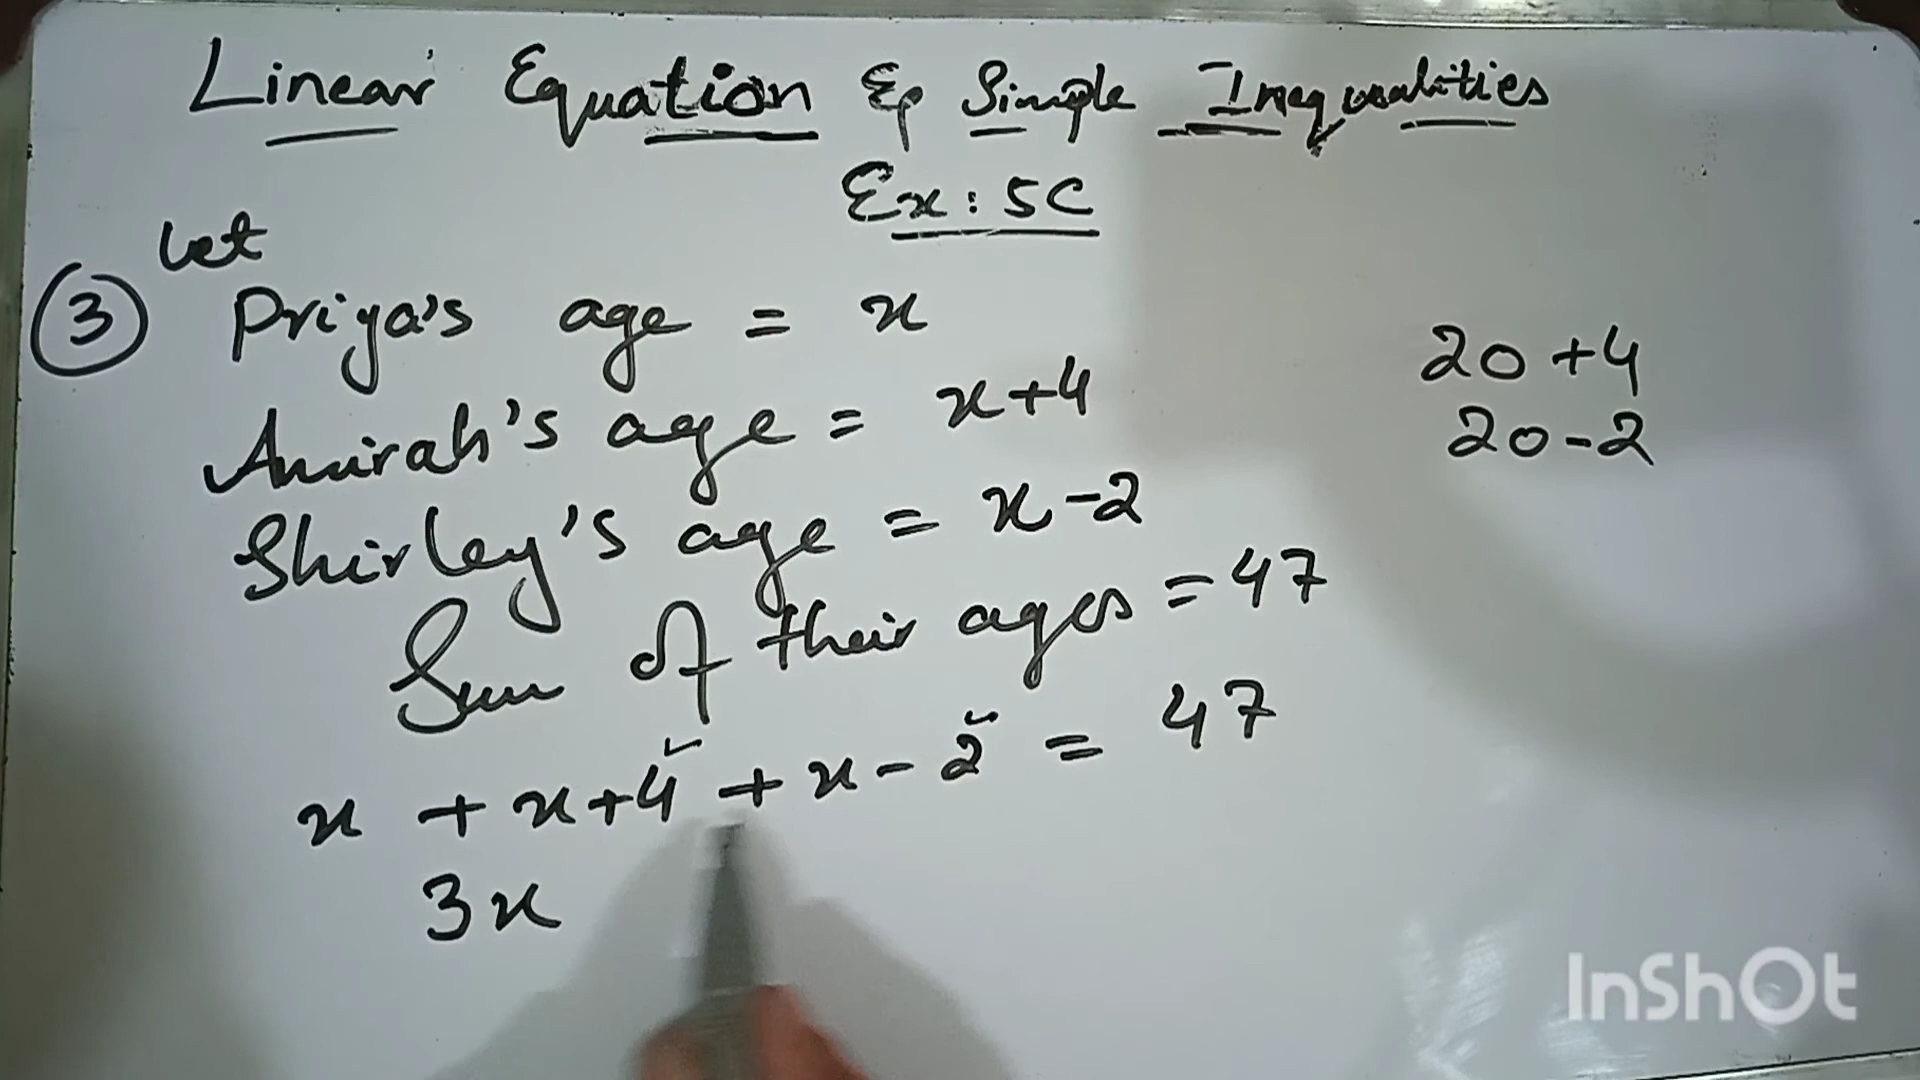 Linear Equation & Simple Inequalities
Ex: 5C
Let
③ Priya's age = x
Amirah's age = x+4
Shirley's age = x-2
Sum of their ages = 47
x + x+4 + x-2 = 47
3x
20+4
20-2
InShOt